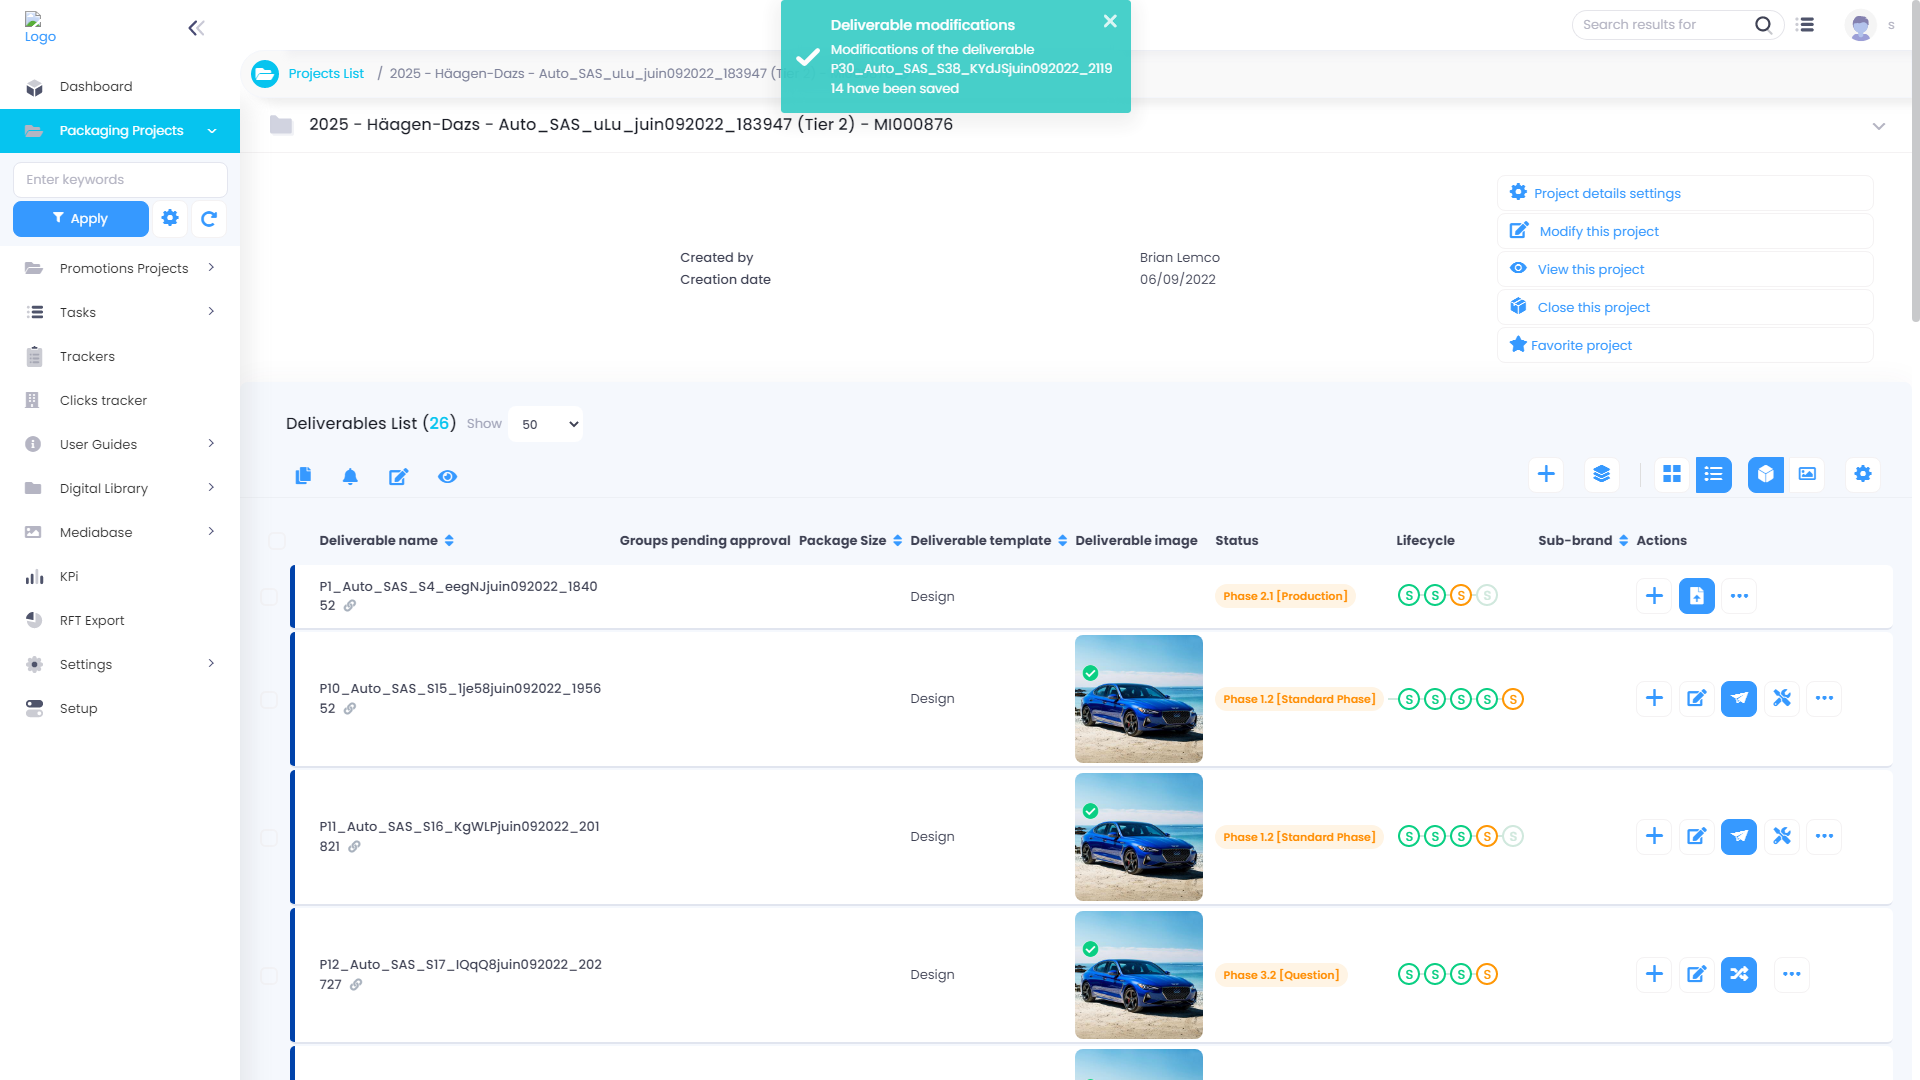 Logo
Dashboard
Packaging Projects
Enter keywords
Apply
Promotions Projects
Tasks
Trackers
Clicks tracker
User Guides
Digital Library
Mediabase
KPi
RFT Export
Settings
Setup
Search results for
s
Projects List / 2025 - Häagen-Dazs - Auto_SAS_uLu_juin092022_183947 (Tier 2)
Deliverable modifications
Modifications of the deliverable
P30_Auto_SAS_S38_KYdJSjuin092022_2119
14 have been saved
2025 - Häagen-Dazs - Auto_SAS_uLu_juin092022_183947 (Tier 2) - MI000876
Created by Brian Lemco
Creation date 06/09/2022
Project details settings
Modify this project
View this project
Close this project
Favorite project
Deliverables List (26) Show 50
Deliverable name Groups pending approval Package Size Deliverable template Deliverable image Status Lifecycle Sub-brand Actions
P1_Auto_SAS_S4_eegNJjuin092022_1840
52
Design
Phase 2.1 [Production]
S S S S
P10_Auto_SAS_S15_1je58juin092022_1956
52
Design
Phase 1.2 [Standard Phase]
S S S S S
P11_Auto_SAS_S16_KgWLPjuin092022_201
821
Design
Phase 1.2 [Standard Phase]
S S S S S
P12_Auto_SAS_S17_IQqQ8juin092022_202
727
Design
Phase 3.2 [Question]
S S S S